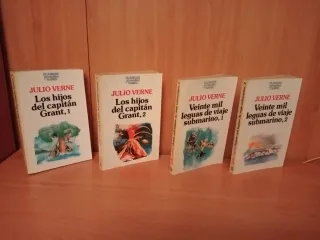 JULIO VERNE
Los hijos
del capitán
Grant, 1
JULIO VERNE
Los hijos
del capitán
Grant, 2
JULIO VERNE
Veinte mil
leguas de viaje
submarino, 1
JULIO VERNE
Veinte mil
leguas de viaje
submarino, 2